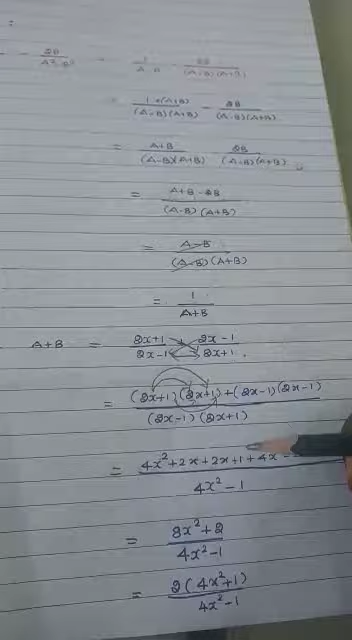 - 2B/(A²-B²) = 1/(A-B) - 2B/((A-B)(A+B))
= 1×(A+B)/((A-B)(A+B)) - 2B/((A-B)(A+B))
= A+B/((A-B)(A+B)) 2B/((A-B)(A+B)).
= A+B-2B/((A-B)(A+B))
= A-B/((A-B)(A+B))
= 1/(A+B)
A+B = 2x+1/2x-1 + 2x-1/2x+1.
= (2x+1)(2x+1)+(2x-1)(2x-1)/((2x-1)(2x+1))
= 4x²+2x+2x+1+4x-/4x²-1
= 8x²+2/4x²-1
= 2(4x²+1)/4x²-1